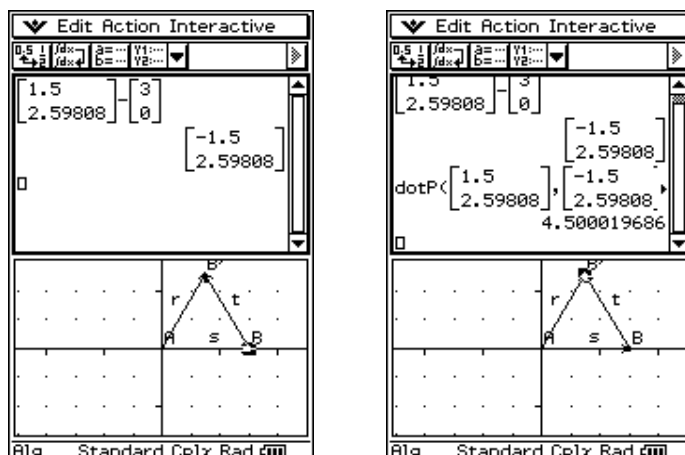 Edit Action Interactive
[1.5
2.59808]-[3
0]
[-1.5
2.59808]
B'
r t
A s B
Alg Standard Cplx Rad
Edit Action Interactive
1.5 3
2.59808]-[0]
[-1.5
2.59808]
dotP([1.5
2.59808],[-1.5
2.59808
4.500019686
B'
r t
A s B
Alg Standard Cplx Rad